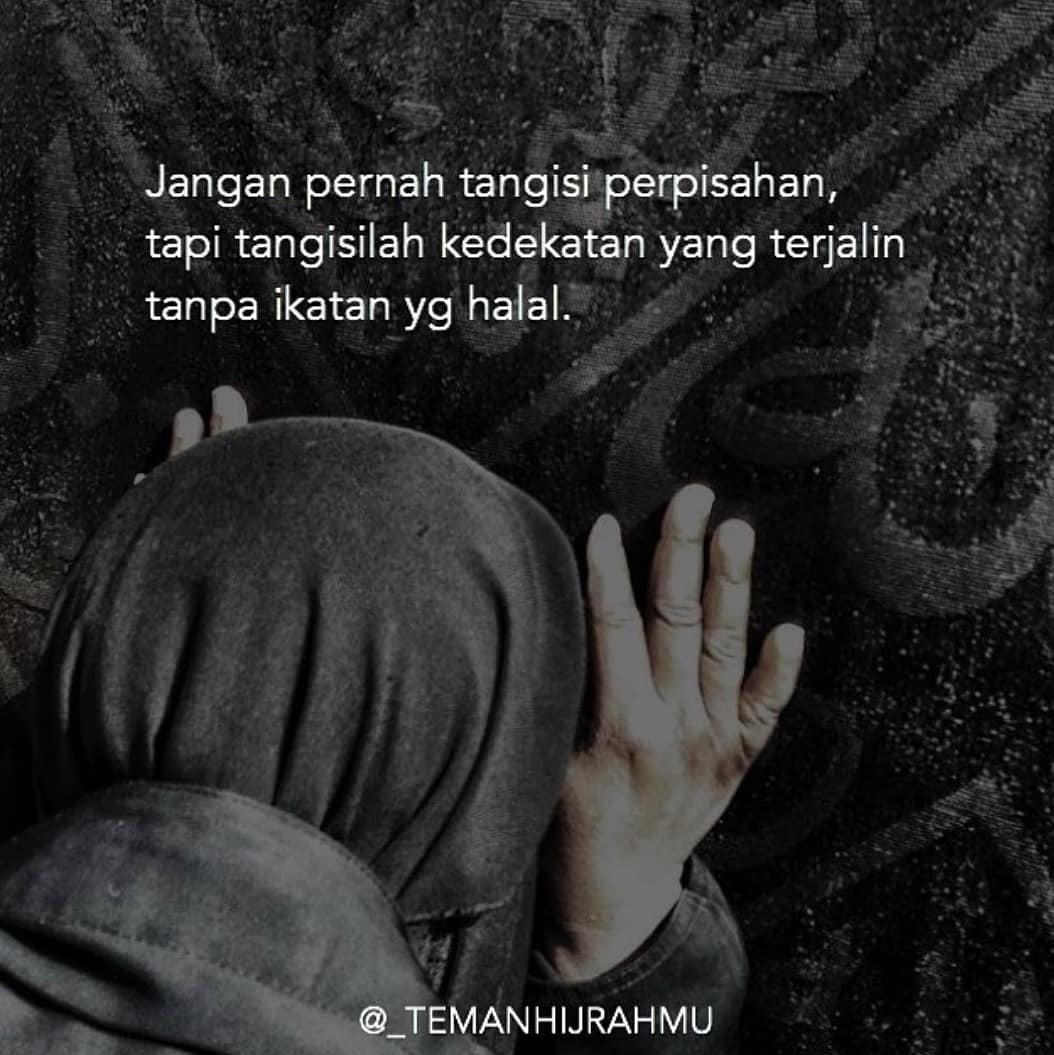 Jangan pernah tangisi perpisahan,
tapi tangisilah kedekatan yang terjalin
tanpa ikatan yg halal.
@_TEMANHIJRAHMU